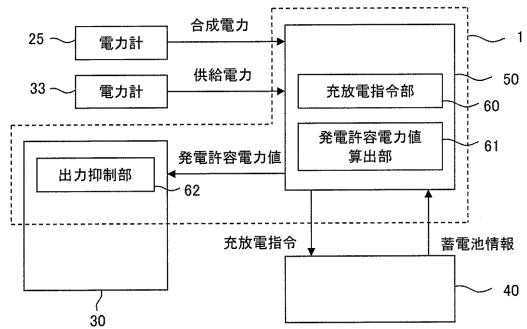 25
電力計
合成電力
1
33
電力計
供給電力
50
充放電指令部
60
発電許容電力値
算出部
61
発電許容電力値
出力抑制部
62
充放電指令
蓄電池情報
30
40